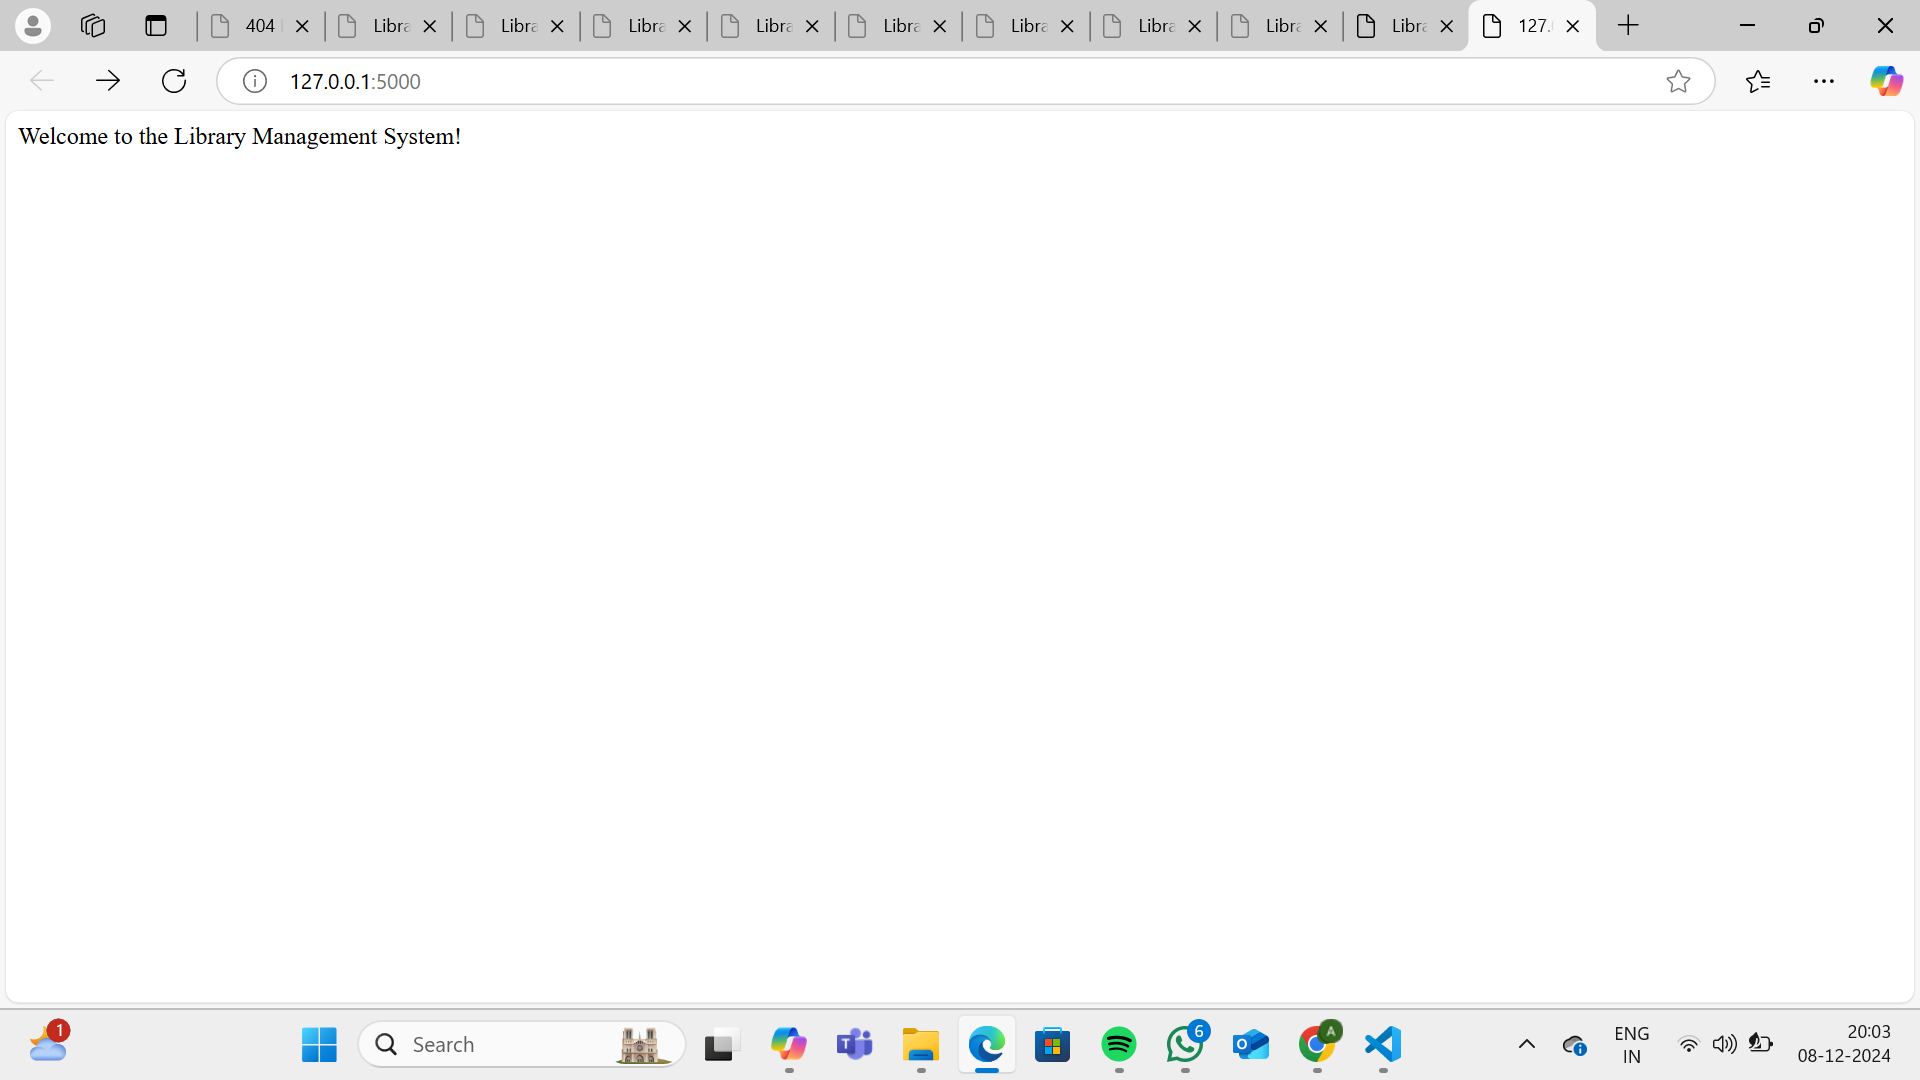 404
Libra
Libra
Libra
Libra
Libra
Libra
Libra
Libra
Libra
127.
127.0.0.1:5000
Welcome to the Library Management System!
1
Search
T
6
O
A
ENG
IN
20:03
08-12-2024